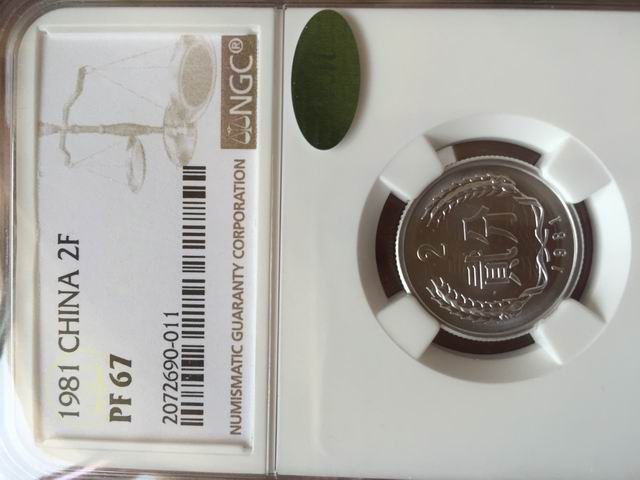 1981 CHINA 2F
PF 67
2072690-011
NUMISMATIC GUARANTY CORPORATION
NGC®
2
贰分
1981